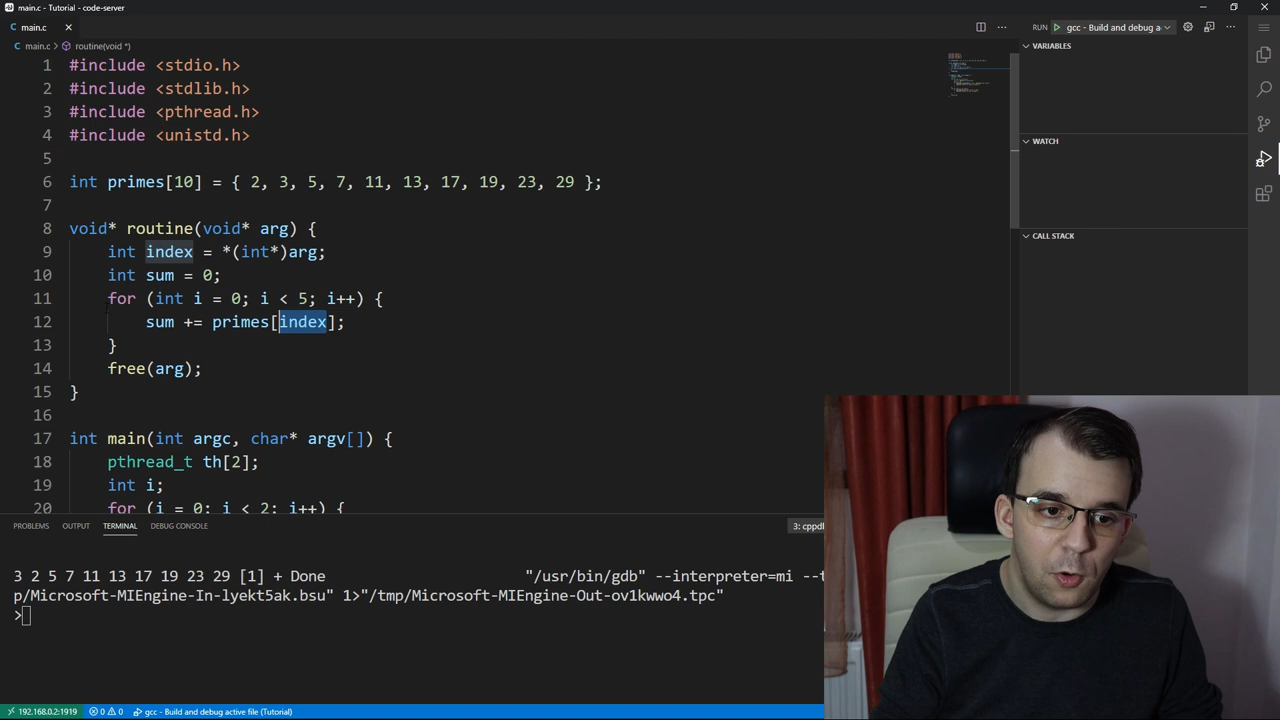 main.c - Tutorial - code-server
main.c
RUN gcc - Build and debug a
main.c > routine(void *)
VARIABLES
1 #include <stdio.h>
2 #include <stdlib.h>
3 #include <pthread.h>
4 #include <unistd.h>
5
6 int primes[10] = { 2, 3, 5, 7, 11, 13, 17, 19, 23, 29 };
7
8 void* routine(void* arg) {
9 int index = *(int*)arg;
10 int sum = 0;
11 for (int i = 0; i < 5; i++) {
12 sum += primes[index];
13 }
14 free(arg);
15 }
16
17 int main(int argc, char* argv[]) {
18 pthread_t th[2];
19 int i;
20 for (i = 0; i < 2; i++) {
WATCH
CALL STACK
PROBLEMS OUTPUT TERMINAL DEBUG CONSOLE 3: cppdl
3 2 5 7 11 13 17 19 23 29 [1] + Done "/usr/bin/gdb" --interpreter=mi --t
p/Microsoft-MIEngine-In-lyekt5ak.bsu" 1>"/tmp/Microsoft-MIEngine-Out-ov1kwwo4.tpc"
>
192.168.0.2:1919 0 0 gcc - Build and debug active file (Tutorial)